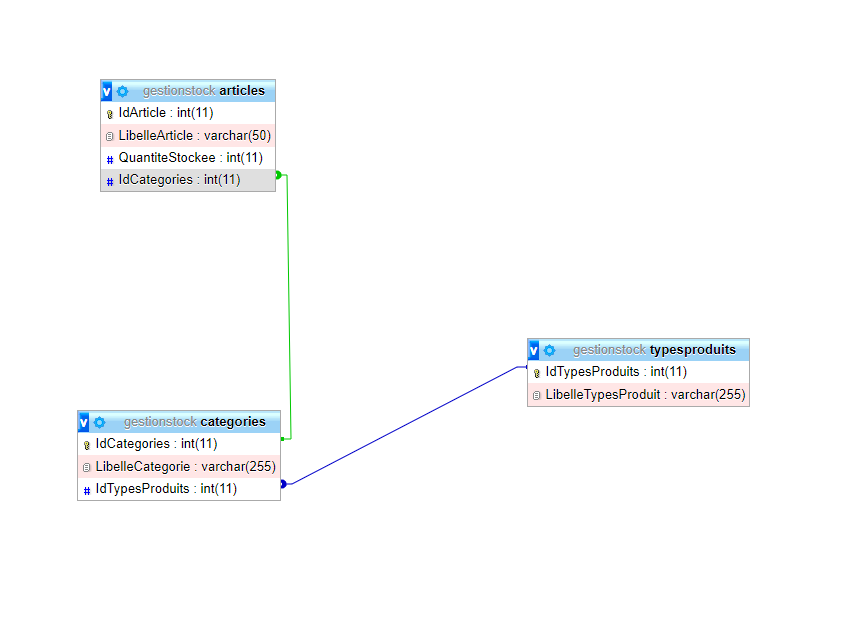 v gestionstock articles
IdArticle : int(11)
LibelleArticle : varchar(50)
# QuantiteStockee : int(11)
# IdCategories : int(11)
v gestionstock typesproduits
IdTypesProduits : int(11)
LibelleTypesProduit : varchar(255)
v gestionstock categories
IdCategories : int(11)
LibelleCategorie : varchar(255)
# IdTypesProduits : int(11)